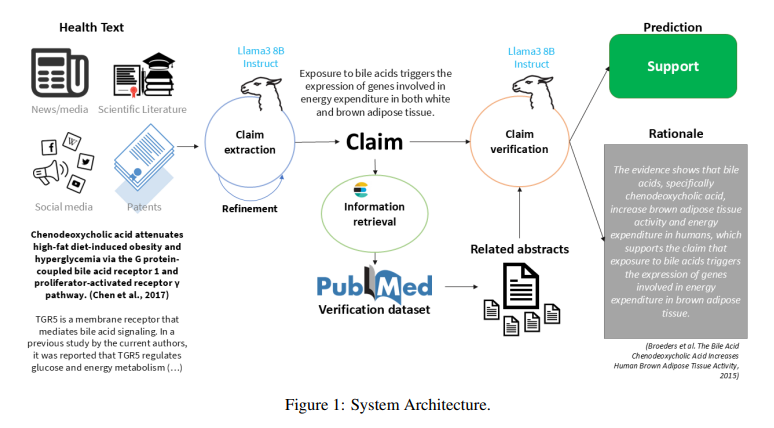 Health Text
News/media
Scientific Literature
Social media
Patents
Chenodeoxycholic acid attenuates
high-fat diet-induced obesity and
hyperglycemia via the G protein-
coupled bile acid receptor 1 and
proliferator-activated receptor γ
pathway. (Chen et al., 2017)
TGR5 is a membrane receptor that
mediates bile acid signaling. In a
previous study by the current authors,
it was reported that TGR5 regulates
glucose and energy metabolism (…)
Llama3 8B
Instruct
Claim
extraction
Refinement
Exposure to bile acids triggers the
expression of genes involved in
energy expenditure in both white
and brown adipose tissue.
Claim
Information
retrieval
PubMed
Verification dataset
Llama3 8B
Instruct
Claim
verification
Related abstracts
Prediction
Support
Rationale
The evidence shows that bile
acids, specifically
chenodeoxycholic acid,
increase brown adipose tissue
activity and energy
expenditure in humans, which
supports the claim that
exposure to bile acids triggers
the expression of genes
involved in energy
expenditure in brown adipose
tissue.
(Broeders et al. The Bile Acid
Chenodeoxycholic Acid Increases
Human Brown Adipose Tissue Activity,
2015)
Figure 1: System Architecture.